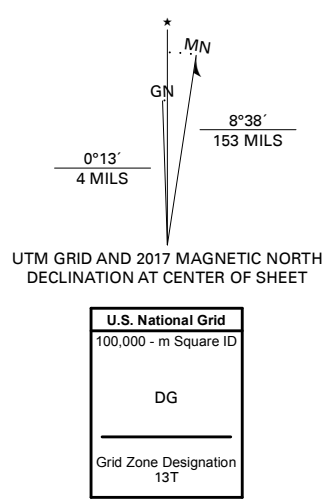 ★
MN
GN
8°38´
153 MILS
0°13´
4 MILS
UTM GRID AND 2017 MAGNETIC NORTH
DECLINATION AT CENTER OF SHEET
U.S. National Grid
100,000 - m Square ID
DG
Grid Zone Designation
13T